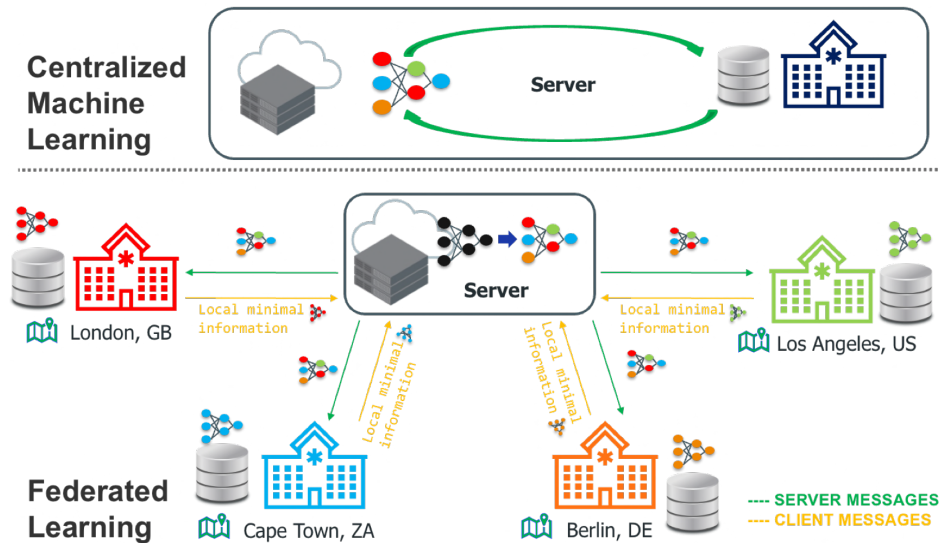 Centralized
Machine
Learning
Server
Server
Local minimal
information
London, GB
Local minimal
information
Los Angeles, US
Local minimal
information
Local minimal
information
Cape Town, ZA
Berlin, DE
Federated
Learning
---- SERVER MESSAGES
---- CLIENT MESSAGES